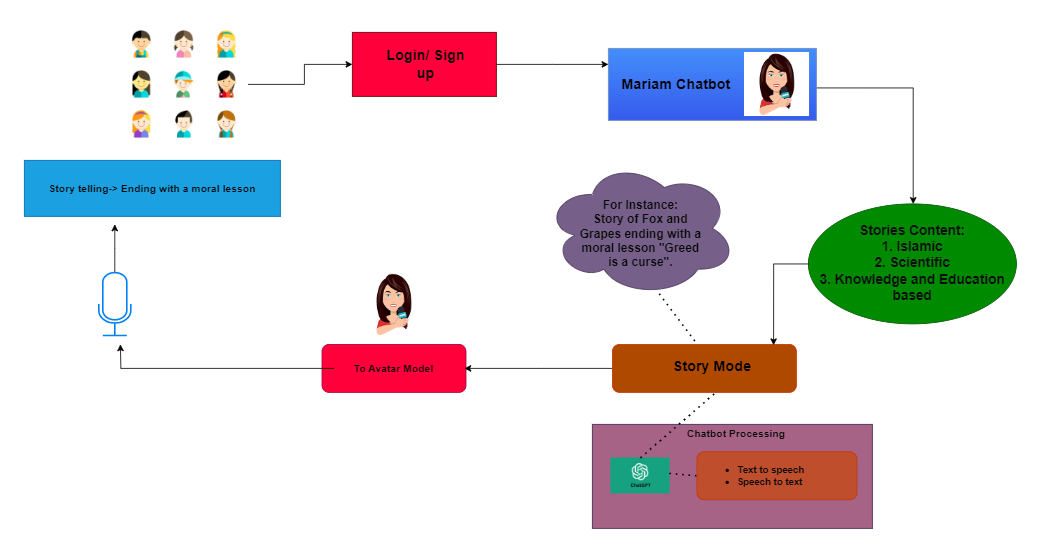 Login/ Sign
up
Mariam Chatbot
Story telling-> Ending with a moral lesson
For Instance:
Story of Fox and
Grapes ending with a
moral lesson "Greed
is a curse".
Stories Content:
1. Islamic
2. Scientific
3. Knowledge and Education
based
To Avatar Model
Story Mode
Chatbot Processing
ChatGPT
• Text to speech
• Speech to text